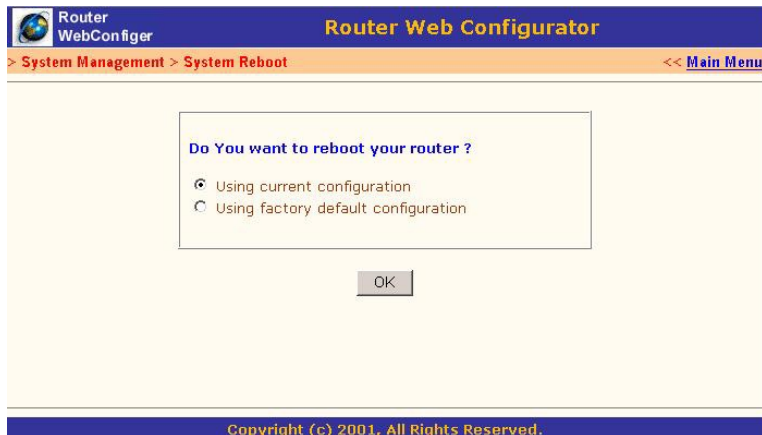 Router
WebConfiger
Router Web Configurator
> System Management > System Reboot
<< Main Menu
Do You want to reboot your router ?
Using current configuration
Using factory default configuration
OK
Copyright (c) 2001, All Rights Reserved.